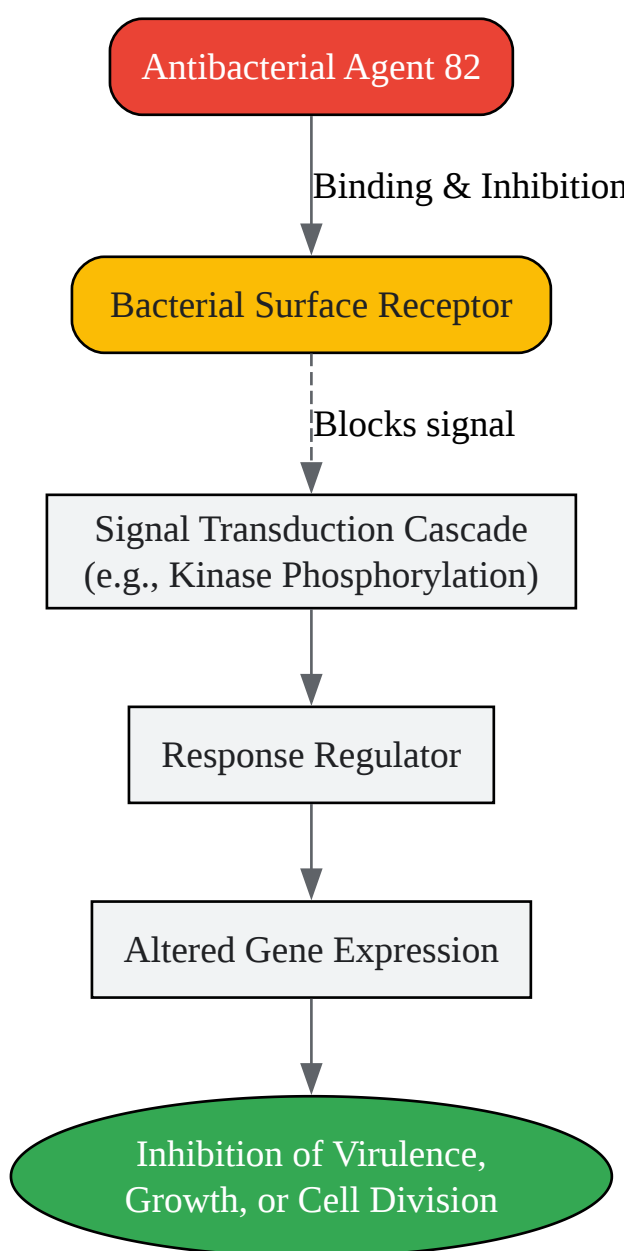 Antibacterial Agent 82
Binding & Inhibition
Bacterial Surface Receptor
Blocks signal
Signal Transduction Cascade
(e.g., Kinase Phosphorylation)
Response Regulator
Altered Gene Expression
Inhibition of Virulence,
Growth, or Cell Division